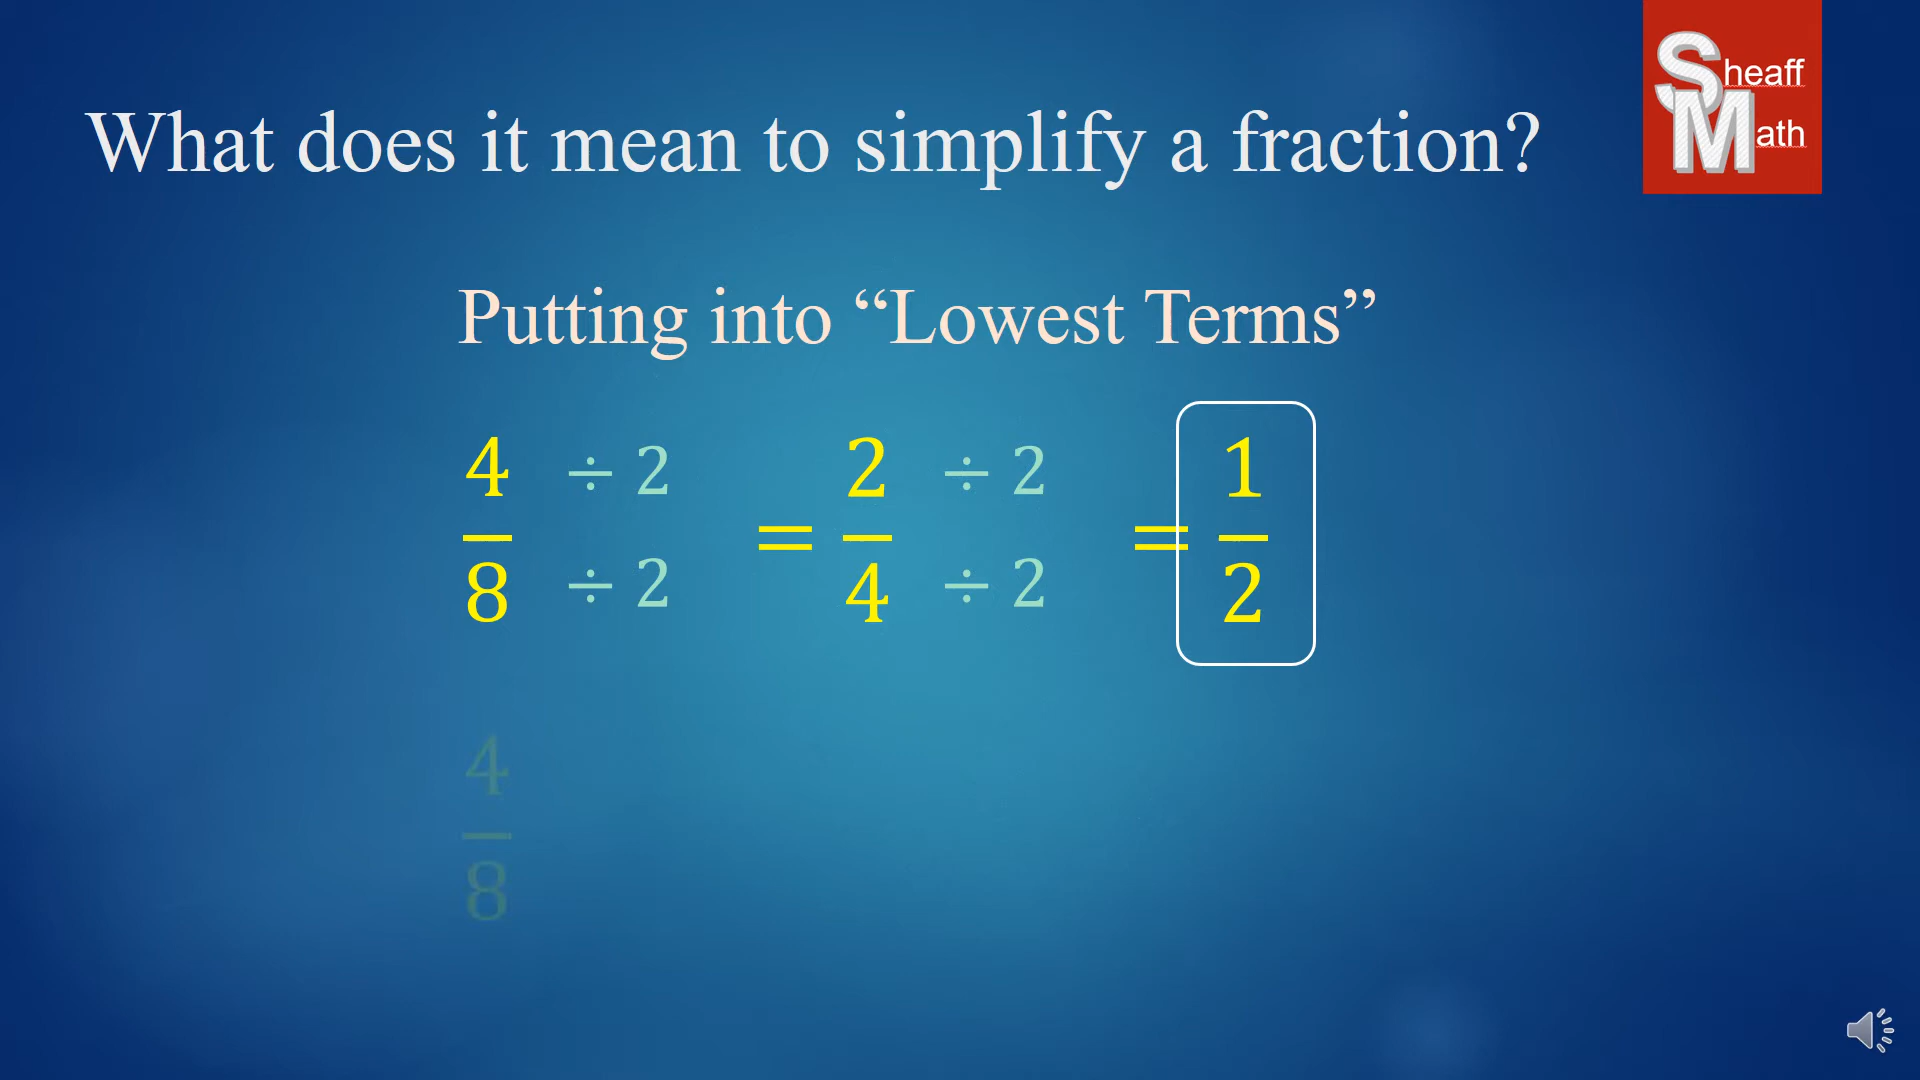 What does it mean to simplify a fraction?
Sheaff
Math
Putting into “Lowest Terms”
4 ÷ 2 2 ÷ 2 1
= =
8 ÷ 2 4 ÷ 2 2
4
8